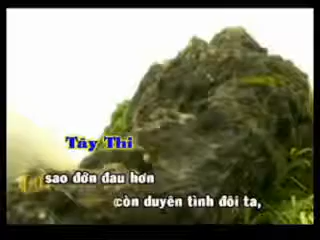 Tây Thi
sao đớn đau hơn
còn duyên tình đôi ta,